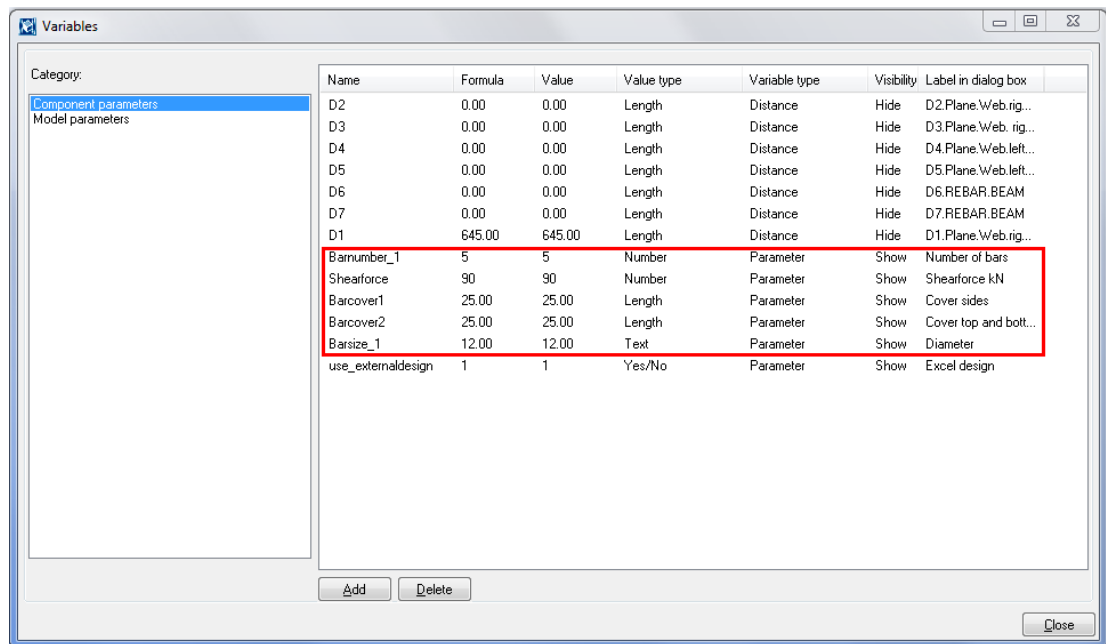 Variables
Category:
Component parameters
Model parameters
Name Formula Value Value type Variable type Visibility Label in dialog box
D2 0.00 0.00 Length Distance Hide D2.Plane.Web.rig...
D3 0.00 0.00 Length Distance Hide D3.Plane.Web. rig...
D4 0.00 0.00 Length Distance Hide D4.Plane.Web.left...
D5 0.00 0.00 Length Distance Hide D5.Plane.Web.left...
D6 0.00 0.00 Length Distance Hide D6.REBAR.BEAM
D7 0.00 0.00 Length Distance Hide D7.REBAR.BEAM
D1 645.00 645.00 Length Distance Hide D1.Plane.Web.rig...
Barnumber_1 5 5 Number Parameter Show Number of bars
Shearforce 90 90 Number Parameter Show Shearforce kN
Barcover1 25.00 25.00 Length Parameter Show Cover sides
Barcover2 25.00 25.00 Length Parameter Show Cover top and bott...
Barsize_1 12.00 12.00 Text Parameter Show Diameter
use_externaldesign 1 1 Yes/No Parameter Show Excel design
Add Delete
Close